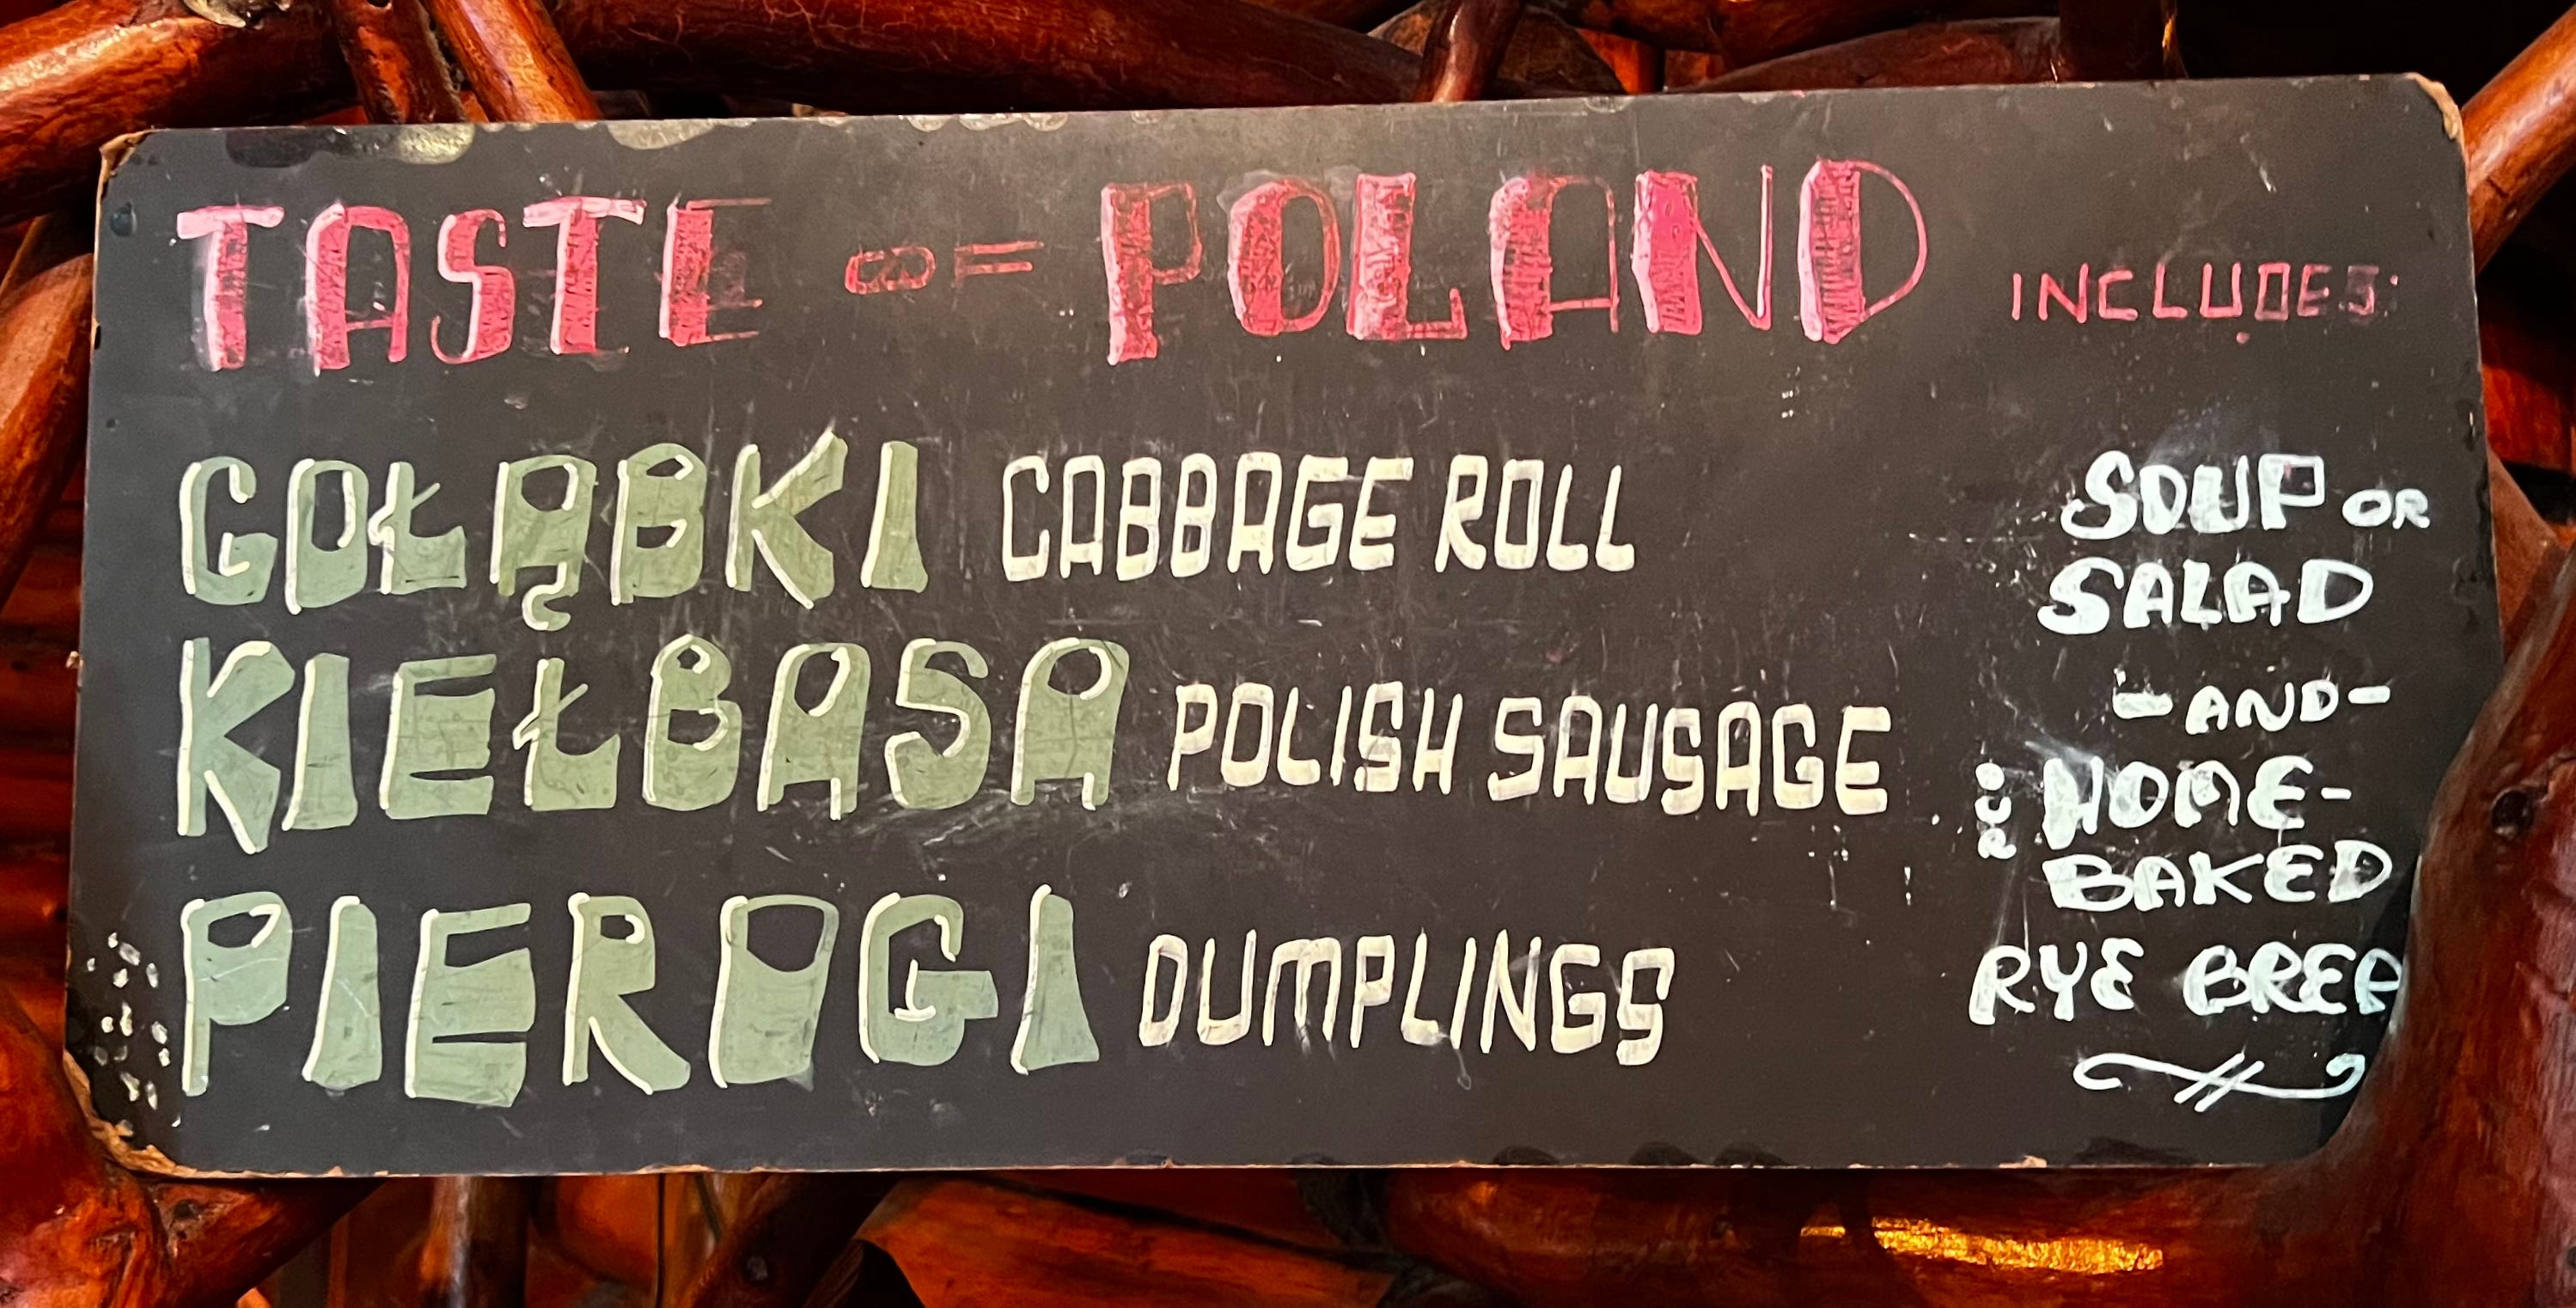 TASTE OF POLAND INCLUDES:
GOŁĄBKI CABBAGE ROLL
KIEŁBASA POLISH SAUSAGE
PIEROGI DUMPLINGS
SOUP OR
SALAD
-AND-
HOME-
BAKED
RYE BREA